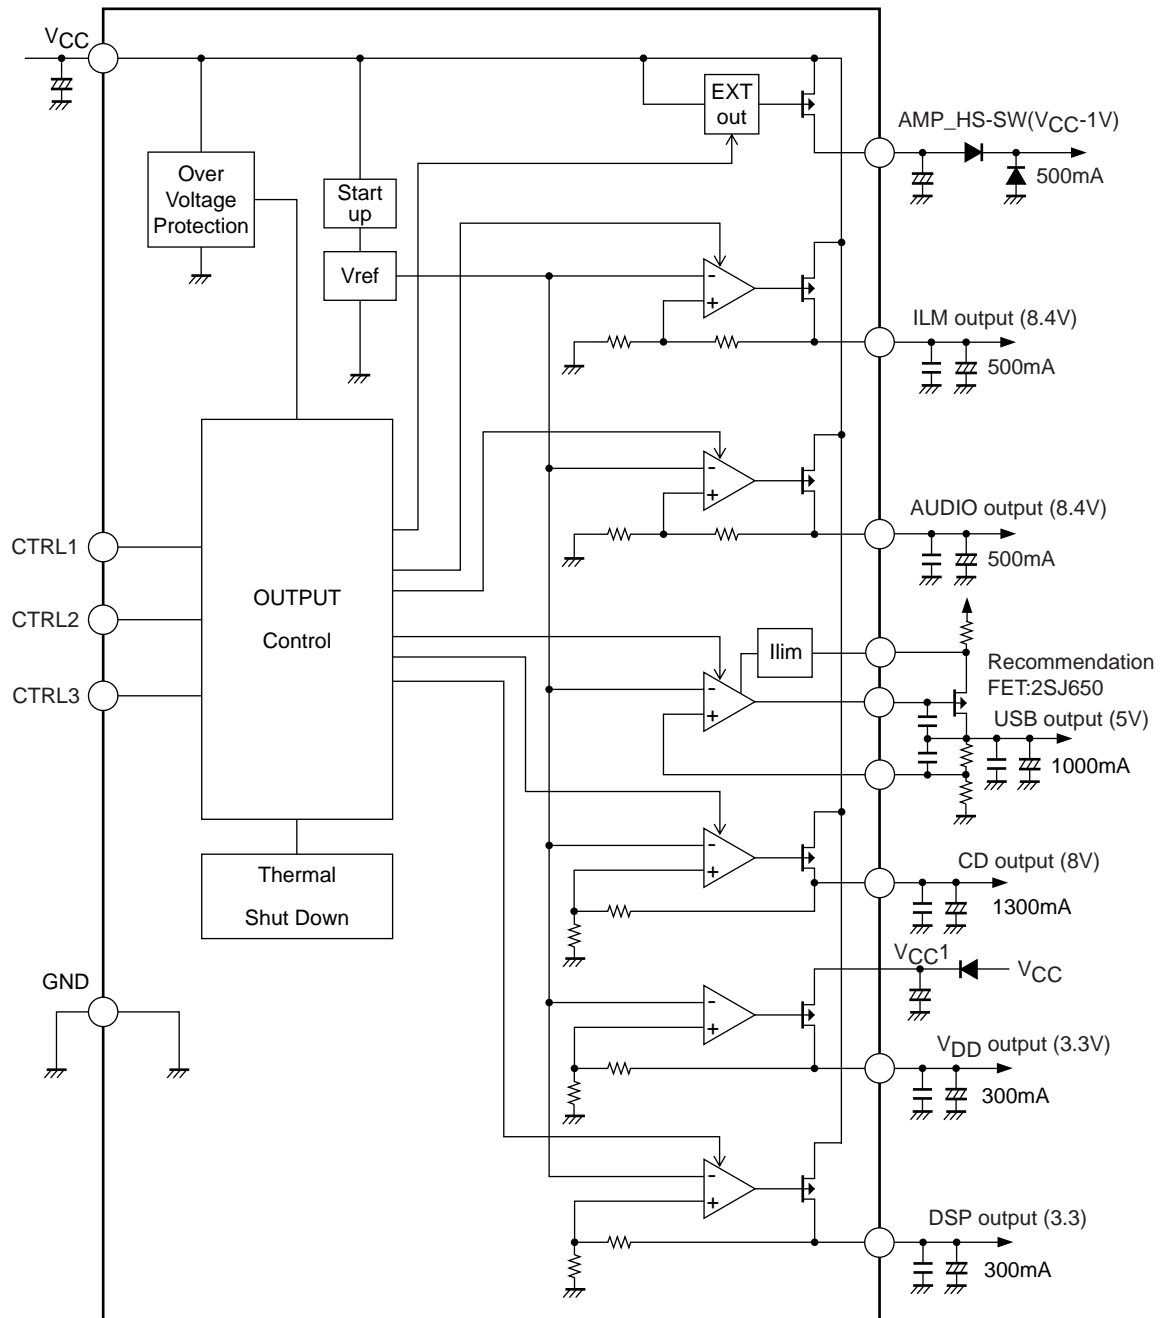 VCC
EXT
out
AMP_HS-SW(VCC-1V)
500mA
Over
Voltage
Protection
Start
up
Vref
-
+
ILM output (8.4V)
500mA
-
+
AUDIO output (8.4V)
500mA
CTRL1
CTRL2
CTRL3
OUTPUT
Control
Ilim
-
+
Recommendation
FET:2SJ650
USB output (5V)
1000mA
Thermal
Shut Down
-
+
CD output (8V)
1300mA
GND
VCC1
VCC
-
+
VDD output (3.3V)
300mA
-
+
DSP output (3.3)
300mA